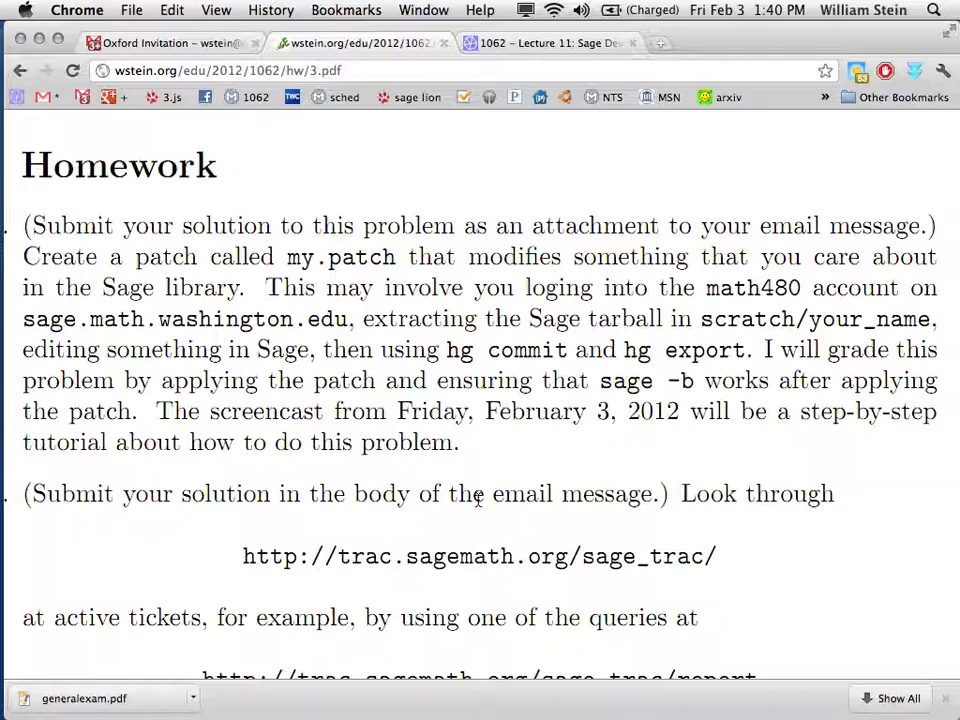 Chrome File Edit View History Bookmarks Window Help (Charged) Fri Feb 3 1:40 PM William Stein
Oxford Invitation – wstein@ wstein.org/edu/2012/1062 1062 – Lecture 11: Sage De
wstein.org/edu/2012/1062/hw/3.pdf
3.js 1062 TWC sched sage lion NTS MSN arxiv » Other Bookmarks
Homework
(Submit your solution to this problem as an attachment to your email message.)
Create a patch called my.patch that modifies something that you care about
in the Sage library. This may involve you loging into the math480 account on
sage.math.washington.edu, extracting the Sage tarball in scratch/your_name,
editing something in Sage, then using hg commit and hg export. I will grade this
problem by applying the patch and ensuring that sage -b works after applying
the patch. The screencast from Friday, February 3, 2012 will be a step-by-step
tutorial about how to do this problem.
(Submit your solution in the body of the email message.) Look through
http://trac.sagemath.org/sage_trac/
at active tickets, for example, by using one of the queries at
http://trac.sagemath.org/sage_trac/report
generalexam.pdf Show All